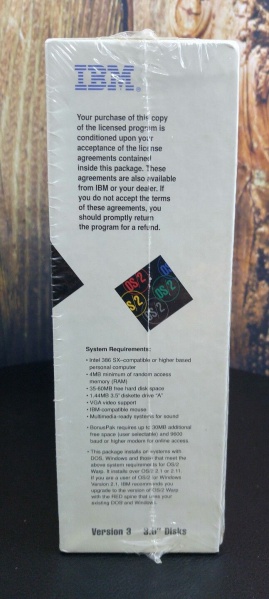 IBM®
Your purchase of this copy
of the licensed program is
conditioned upon your
acceptance of the license
agreements contained
inside this package. These
agreements are also available
from IBM or your dealer. If
you do not accept the terms
of these agreements, you
should promptly return
the program for a refund.
OS/2
OS/2
OS/2
OS/2
System Requirements:
• Intel 386 SX-compatible or higher based
personal computer
• 4MB minimum of random access
memory (RAM)
• 35-60MB free hard disk space
• 1.44MB 3.5" diskette drive "A"
• VGA video support
• IBM-compatible mouse
• Multimedia-ready systems for sound
• BonusPak requires up to 30MB additional
free space (user selectable) and 9600
baud or higher modem for online access.
• This package installs on systems with
DOS, Windows and those that meet the
above system requirements for OS/2
Warp. It installs over OS/2 2.1 or 2.11.
If you are a user of OS/2 or Windows
Version 2.1, IBM recommends you
upgrade to the version of OS/2 Warp
with the RED spine that uses your
existing DOS and Windows.
Version 3 3.5" Disks